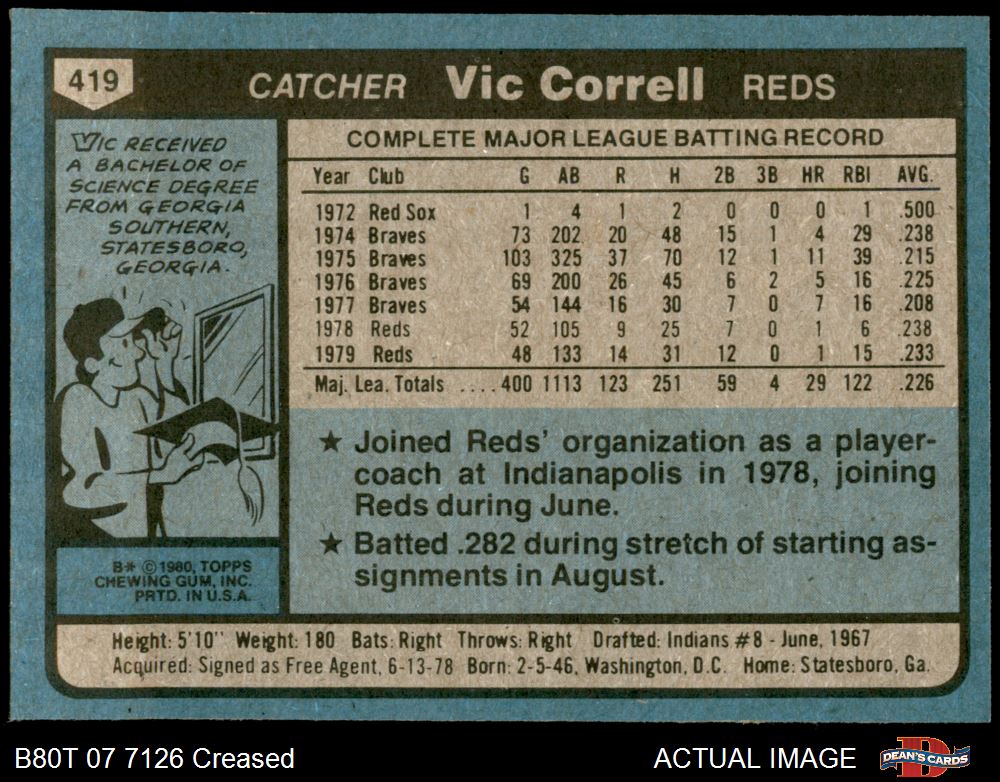 419
CATCHER Vic Correll REDS
VIC RECEIVED
A BACHELOR OF
SCIENCE DEGREE
FROM GEORGIA
SOUTHERN,
STATESBORO,
GEORGIA.
B* © 1980, TOPPS
CHEWING GUM, INC.
PRTD. IN U.S.A.
COMPLETE MAJOR LEAGUE BATTING RECORD
Year Club G AB R H 2B 3B HR RBI AVG.
1972 Red Sox 1 4 1 2 0 0 0 1 .500
1974 Braves 73 202 20 48 15 1 4 29 .238
1975 Braves 103 325 37 70 12 1 11 39 .215
1976 Braves 69 200 26 45 6 2 5 16 .225
1977 Braves 54 144 16 30 7 0 7 16 .208
1978 Reds 52 105 9 25 7 0 1 6 .238
1979 Reds 48 133 14 31 12 0 1 15 .233
Maj. Lea. Totals ....400 1113 123 251 59 4 29 122 .226
★ Joined Reds' organization as a player-
coach at Indianapolis in 1978, joining
Reds during June.
★ Batted .282 during stretch of starting as-
signments in August.
Height: 5'10" Weight: 180 Bats: Right Throws: Right Drafted: Indians #8 - June, 1967
Acquired: Signed as Free Agent, 6-13-78 Born: 2-5-46, Washington, D.C. Home: Statesboro, Ga.
B80T 07 7126 Creased ACTUAL IMAGE DEAN'S CARDS